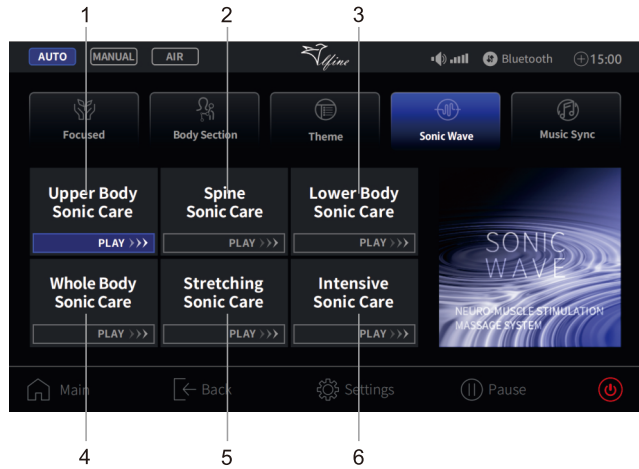 1 2 3
AUTO MANUAL AIR Bluetooth 15:00
Focused Body Section Theme Sonic Wave Music Sync
Upper Body
Sonic Care
PLAY >>>
Spine
Sonic Care
PLAY >>>
Lower Body
Sonic Care
PLAY >>>
Whole Body
Sonic Care
PLAY >>>
Stretching
Sonic Care
PLAY >>>
Intensive
Sonic Care
PLAY >>>
SONIC
WAVE
NEURO-MUSCLE STIMULATION
MASSAGE SYSTEM
Main Back Settings Pause
4 5 6